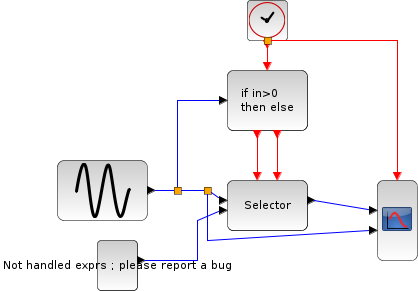 if in>0
then else
Selector
Not handled exprs ; please report a bug